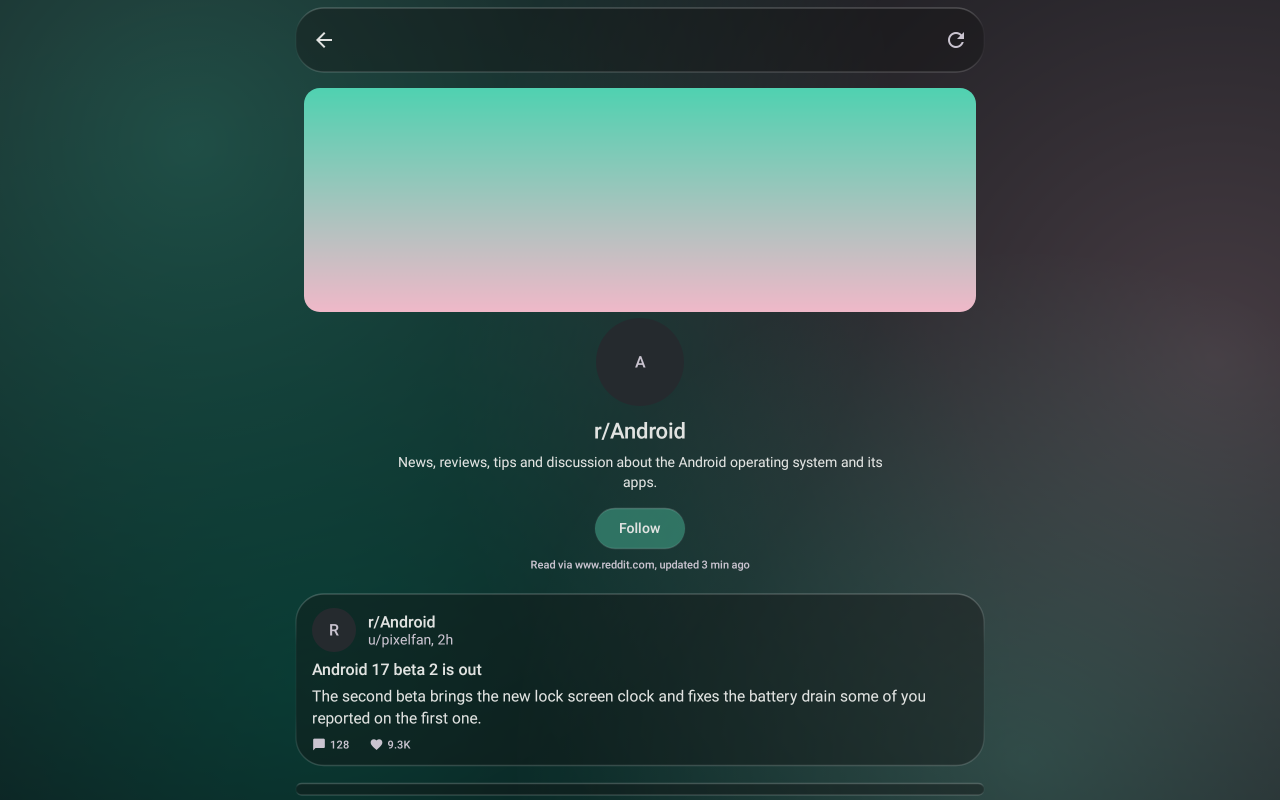 A
r/Android
News, reviews, tips and discussion about the Android operating system and its
apps.
Follow
Read via www.reddit.com, updated 3 min ago
R
r/Android
u/pixelfan, 2h
Android 17 beta 2 is out
The second beta brings the new lock screen clock and fixes the battery drain some of you
reported on the first one.
128 9.3K